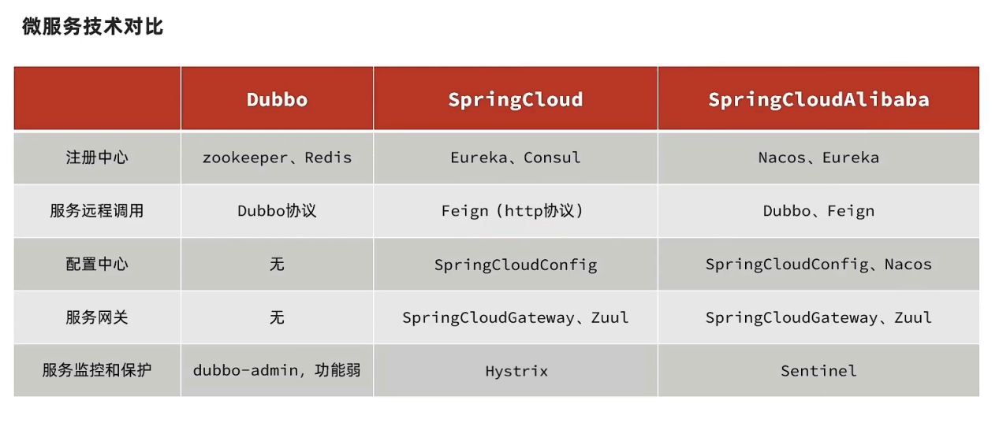 微服务技术对比
Dubbo SpringCloud SpringCloudAlibaba
注册中心 zookeeper、Redis Eureka、Consul Nacos、Eureka
服务远程调用 Dubbo协议 Feign（http协议） Dubbo、Feign
配置中心 无 SpringCloudConfig SpringCloudConfig、Nacos
服务网关 无 SpringCloudGateway、Zuul SpringCloudGateway、Zuul
服务监控和保护 dubbo-admin，功能弱 Hystrix Sentinel